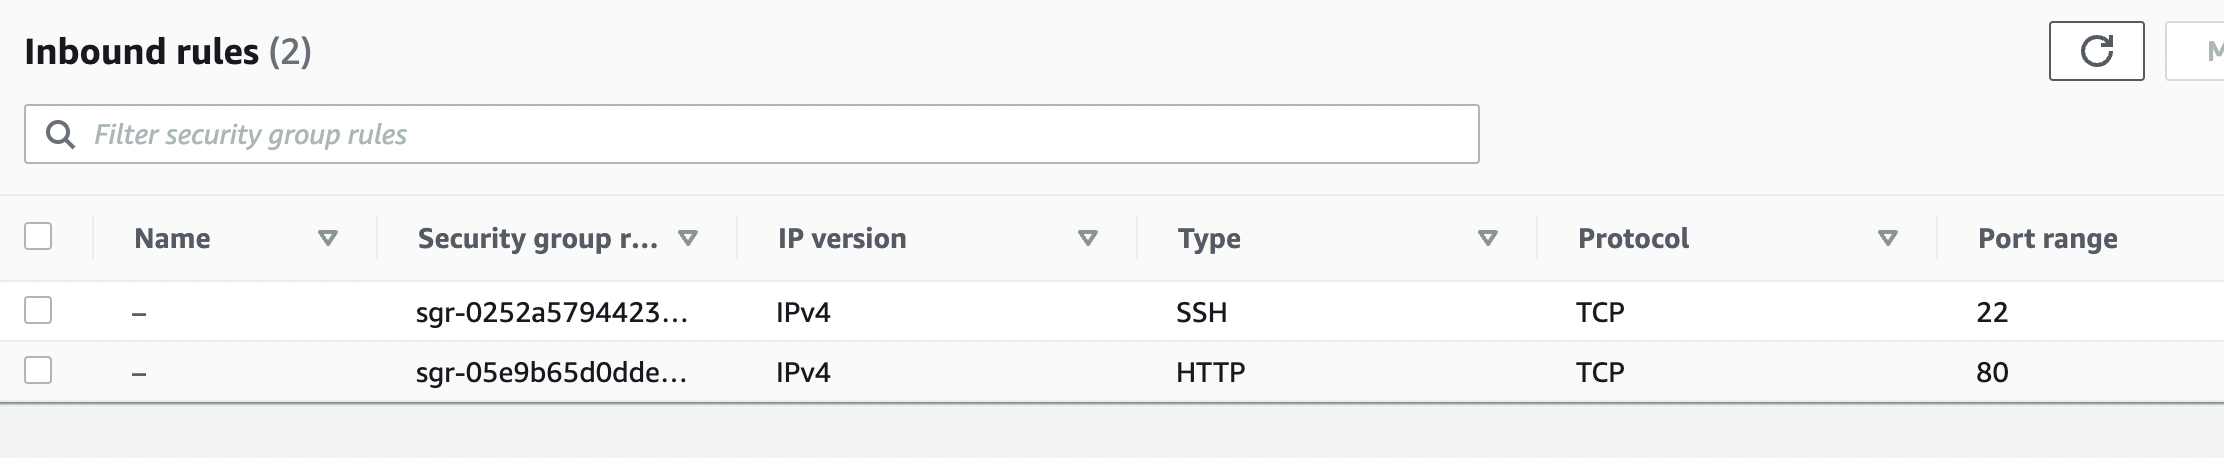 Inbound rules (2)
Filter security group rules
Name Security group r... IP version Type Protocol Port range
– sgr-0252a5794423... IPv4 SSH TCP 22
– sgr-05e9b65d0dde... IPv4 HTTP TCP 80